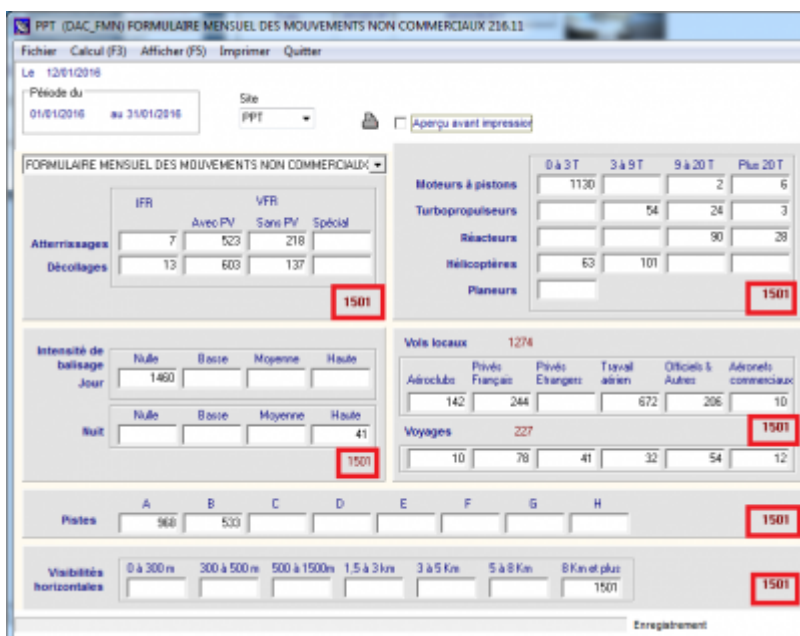 PPT (DAC_FMN) FORMULAIRE MENSUEL DES MOUVEMENTS NON COMMERCIAUX 216.11
Fichier Calcul (F3) Afficher (F5) Imprimer Quitter
Le 12/01/2016
Période du
01/01/2016 au 31/01/2016
Site
PPT
Aperçu avant impression
FORMULAIRE MENSUEL DES MOUVEMENTS NON COMMERCIAUX
IFR VFR
Avec PV Sans PV Spécial
Atterrissages 7 523 218
Décollages 13 603 137
1501
0 à 3 T 3 à 9 T 9 à 20 T Plus 20 T
Moteurs à pistons 1130 2 6
Turbopropulseurs 54 24 3
Réacteurs 90 28
Hélicoptères 63 101
Planeurs
1501
Intensité de balisage
Jour
Nulle Basse Moyenne Haute
1460
Nuit
Nulle Basse Moyenne Haute
41
1501
Vols locaux 1274
Aéroclubs Privés Français Privés Etrangers Travail aérien Officiels & Autres Aéronefs commerciaux
142 244 672 206 10
Voyages 227
1501
10 78 41 32 54 12
A B C D E F G H
Pistes 968 533
1501
Visibilités horizontales
0 à 300 m 300 à 500 m 500 à 1500m 1,5 à 3 km 3 à 5 Km 5 à 8 Km 8 Km et plus
1501
1501
Enregistrement